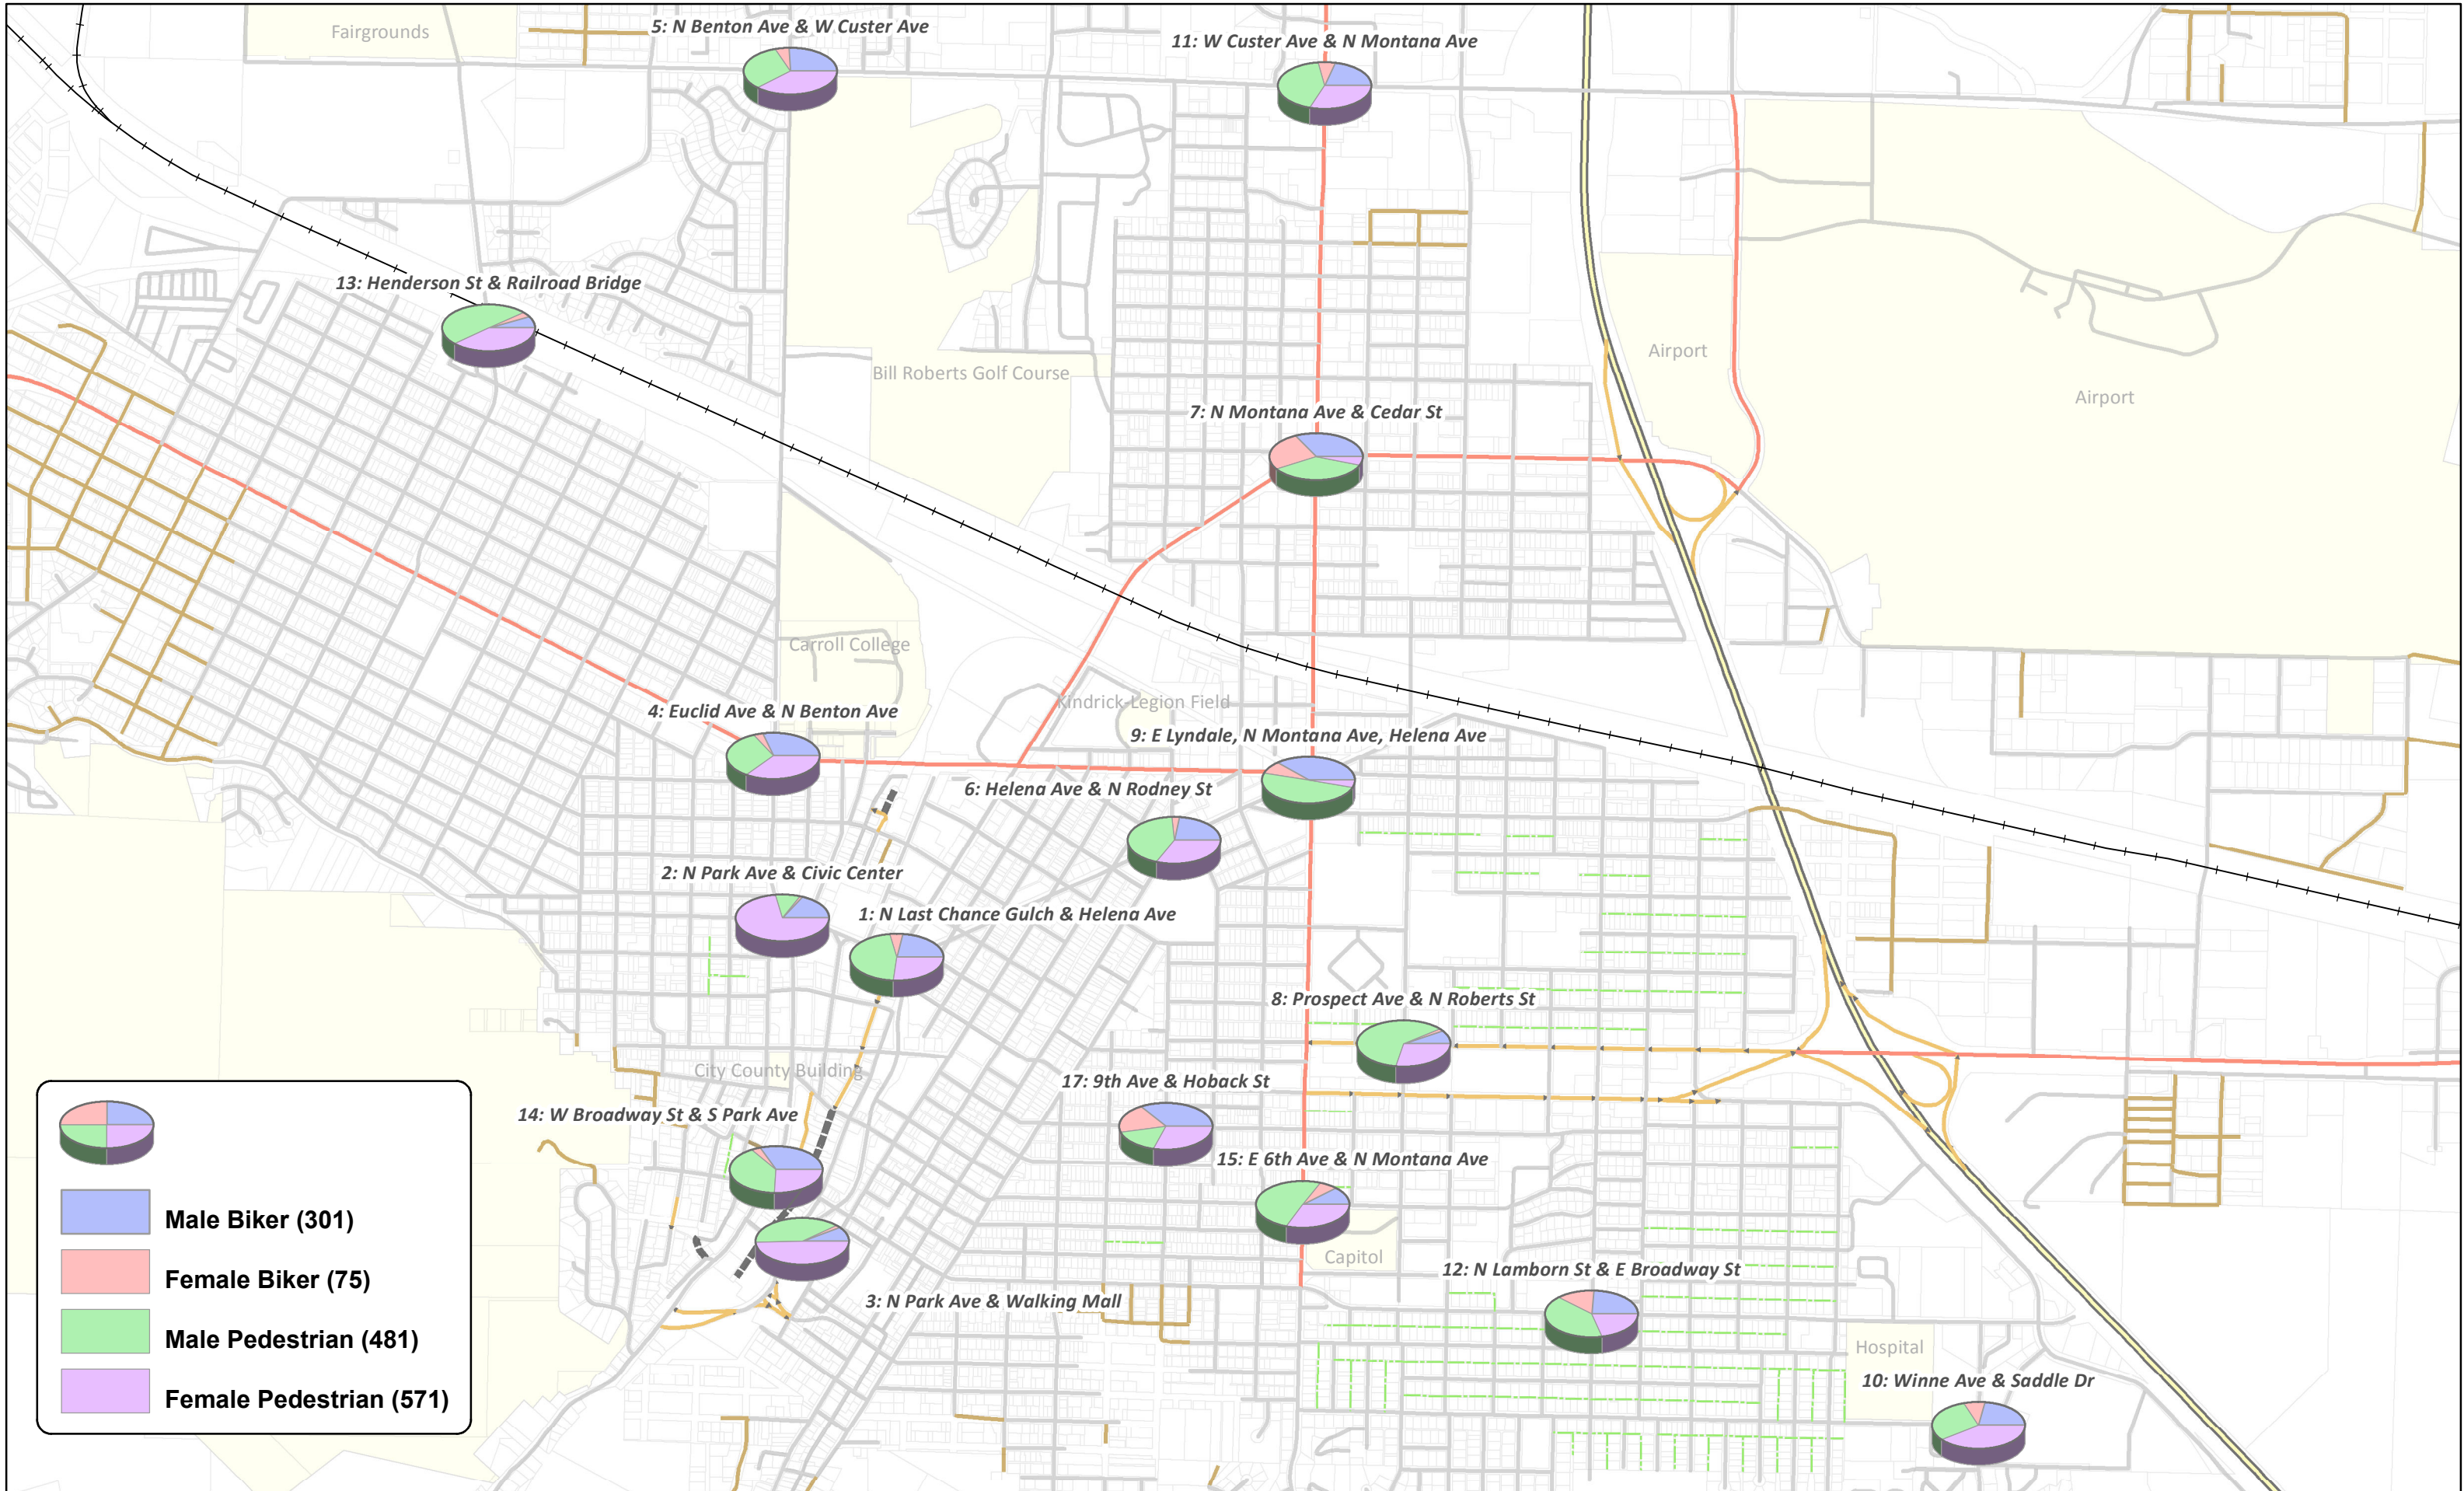 Fairgrounds
5: N Benton Ave & W Custer Ave
11: W Custer Ave & N Montana Ave
13: Henderson St & Railroad Bridge
Airport
Bill Roberts Golf Course
Airport
7: N Montana Ave & Cedar St
Carroll College
Kindrick-Legion Field
4: Euclid Ave & N Benton Ave
9: E Lyndale, N Montana Ave, Helena Ave
6: Helena Ave & N Rodney St
2: N Park Ave & Civic Center
1: N Last Chance Gulch & Helena Ave
8: Prospect Ave & N Roberts St
City County Building
17: 9th Ave & Hoback St
14: W Broadway St & S Park Ave
15: E 6th Ave & N Montana Ave
Capitol
12: N Lamborn St & E Broadway St
3: N Park Ave & Walking Mall
Hospital
10: Winne Ave & Saddle Dr
Male Biker (301)
Female Biker (75)
Male Pedestrian (481)
Female Pedestrian (571)